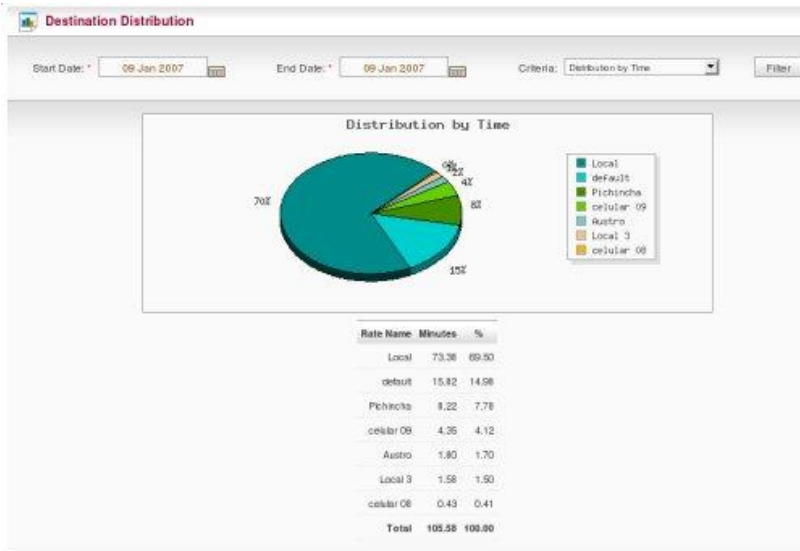 Destination Distribution
Start Date: * 09 Jan 2007 End Date: * 09 Jan 2007 Criteria: Distribution by Time Filter
Distribution by Time
70%
0%
2%
4%
8%
15%
Local
default
Pichincha
celular 09
Austro
Local 3
celular 08
Rate Name Minutes %
Local 73.38 69.50
default 15.82 14.98
Pichincha 8.22 7.78
celular 09 4.35 4.12
Austro 1.80 1.70
Local 3 1.58 1.50
celular 08 0.43 0.41
Total 105.58 100.00